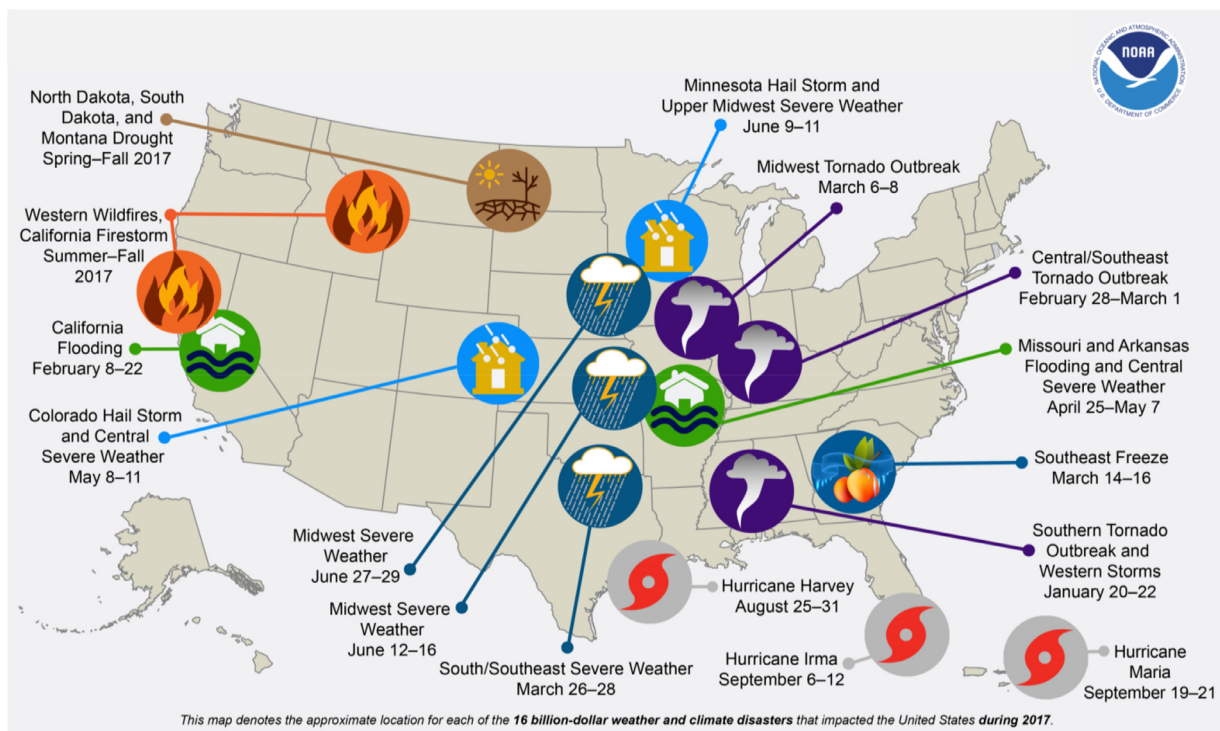 NATIONAL OCEANIC AND ATMOSPHERIC ADMINISTRATION
NOAA
U.S. DEPARTMENT OF COMMERCE
North Dakota, South
Dakota, and
Montana Drought
Spring–Fall 2017
Minnesota Hail Storm and
Upper Midwest Severe Weather
June 9–11
Midwest Tornado Outbreak
March 6–8
Western Wildfires,
California Firestorm
Summer–Fall
2017
Central/Southeast
Tornado Outbreak
February 28–March 1
California
Flooding
February 8–22
Missouri and Arkansas
Flooding and Central
Severe Weather
April 25–May 7
Colorado Hail Storm
and Central
Severe Weather
May 8–11
Southeast Freeze
March 14–16
Midwest Severe
Weather
June 27–29
Southern Tornado
Outbreak and
Western Storms
January 20–22
Hurricane Harvey
August 25–31
Midwest Severe
Weather
June 12–16
South/Southeast Severe Weather
March 26–28
Hurricane Irma
September 6–12
Hurricane
Maria
September 19–21
This map denotes the approximate location for each of the 16 billion-dollar weather and climate disasters that impacted the United States during 2017.